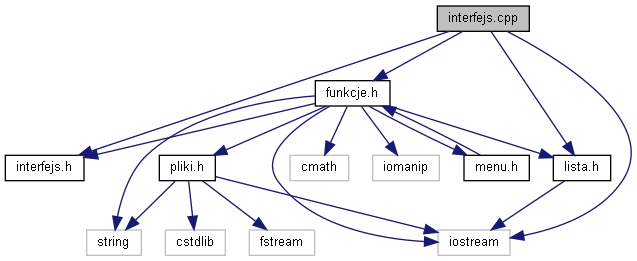 interfejs.cpp
funkcje.h
interfejs.h
pliki.h
cmath
iomanip
menu.h
lista.h
string
cstdlib
fstream
iostream